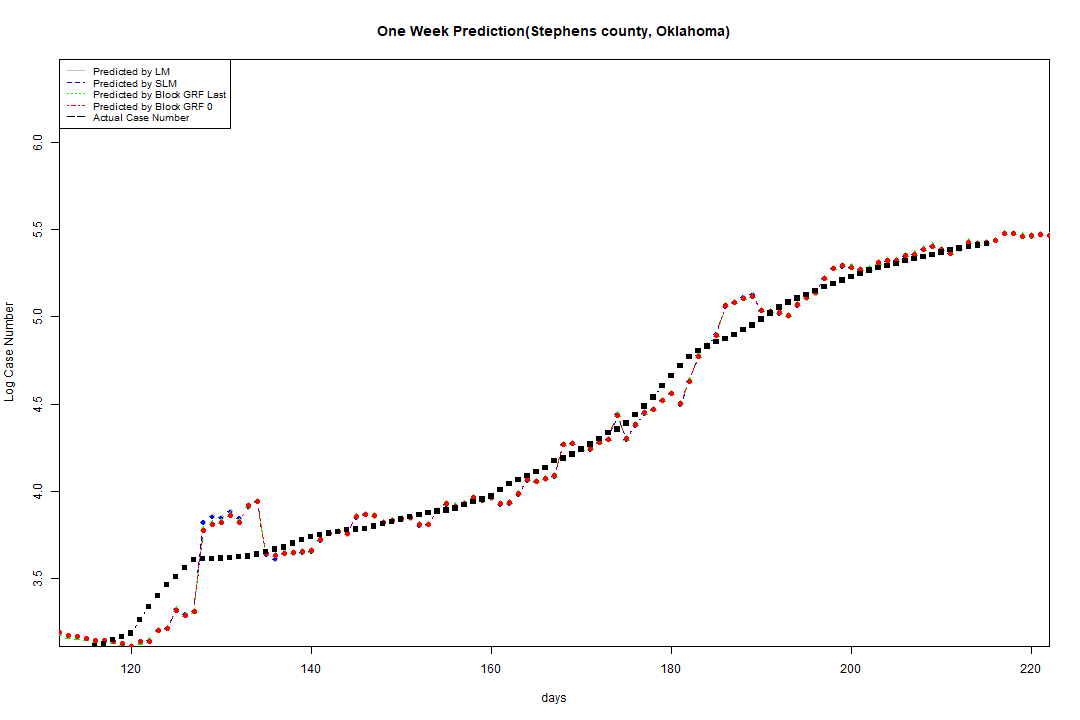 One Week Prediction(Stephens county, Oklahoma)
Predicted by LM
Predicted by SLM
Predicted by Block GRF Last
Predicted by Block GRF 0
Actual Case Number
6.0
5.5
5.0
4.5
4.0
3.5
Log Case Number
120 140 160 180 200 220
days